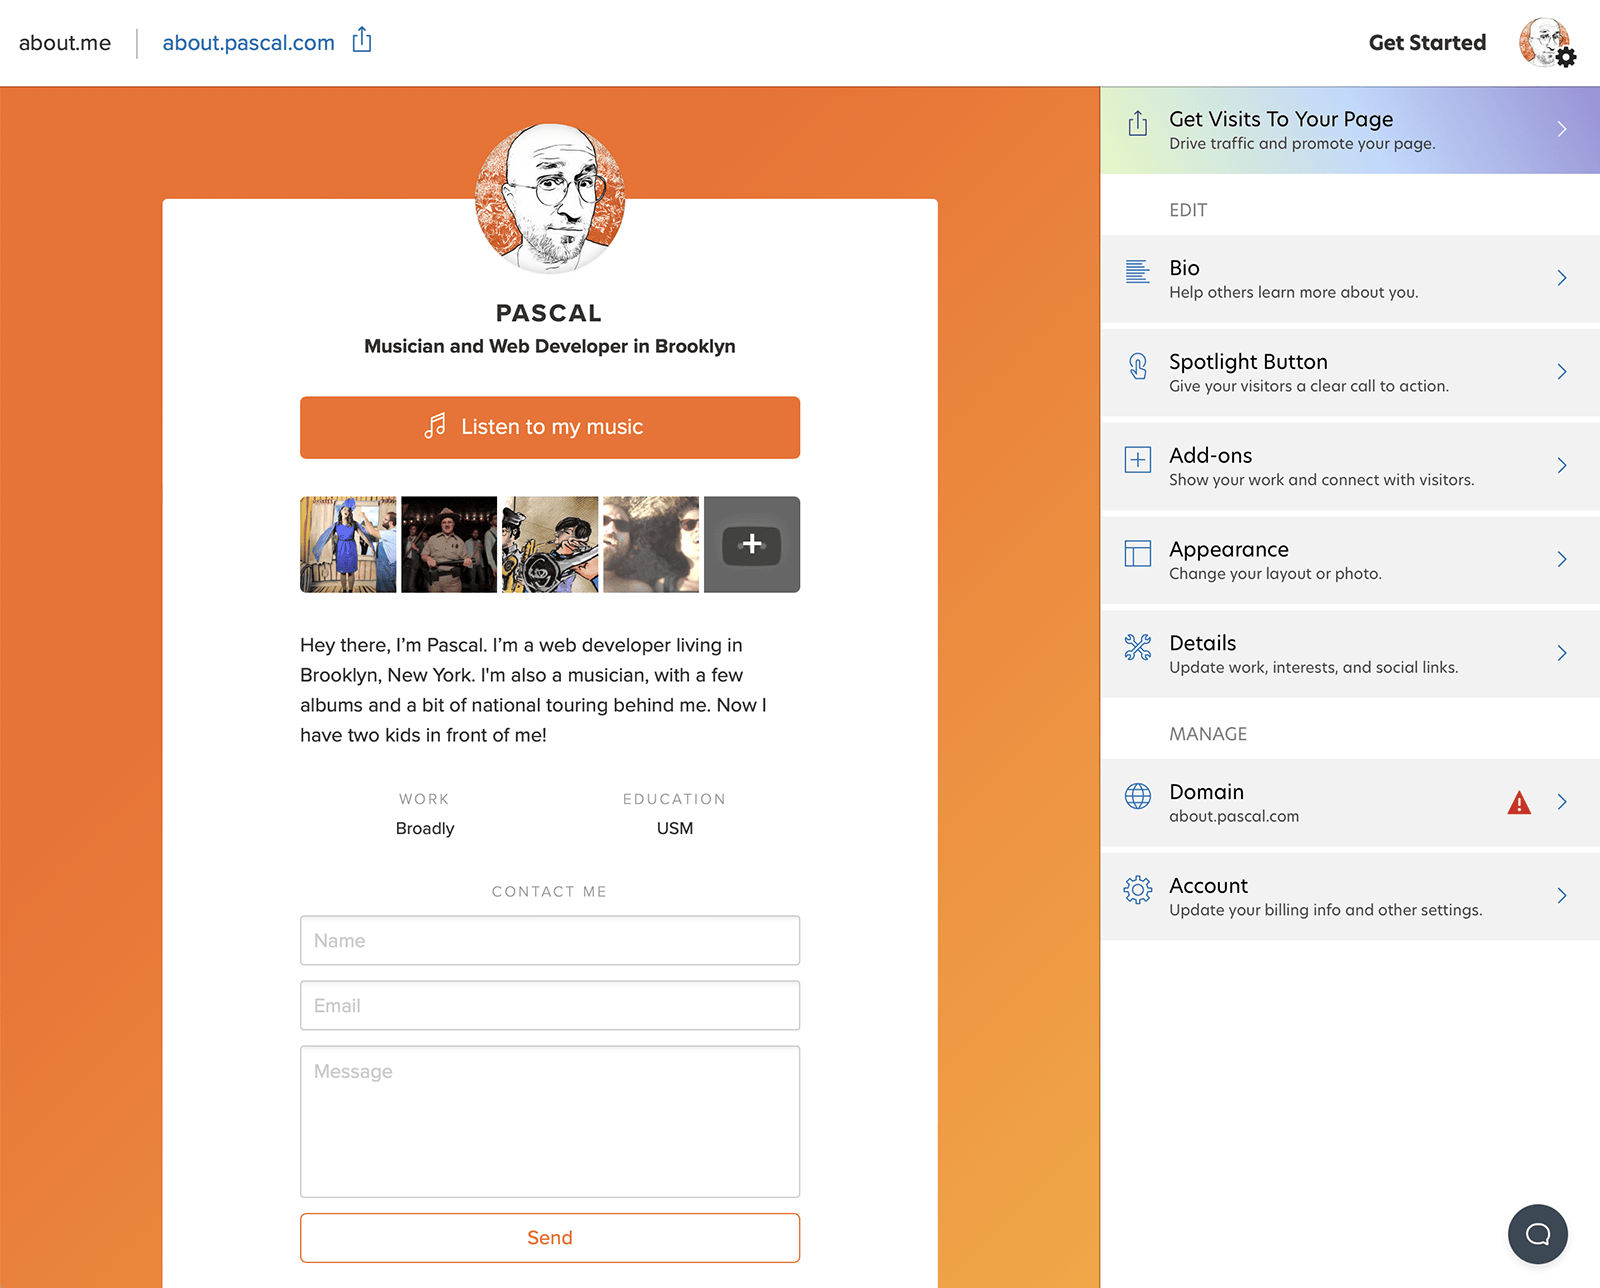 about.me
about.pascal.com
Get Started
PASCAL
Musician and Web Developer in Brooklyn
Listen to my music
Hey there, I’m Pascal. I’m a web developer living in
Brooklyn, New York. I'm also a musician, with a few
albums and a bit of national touring behind me. Now I
have two kids in front of me!
WORK
Broadly
EDUCATION
USM
CONTACT ME
Name
Email
Message
Send
Get Visits To Your Page
Drive traffic and promote your page.
EDIT
Bio
Help others learn more about you.
Spotlight Button
Give your visitors a clear call to action.
Add-ons
Show your work and connect with visitors.
Appearance
Change your layout or photo.
Details
Update work, interests, and social links.
MANAGE
Domain
about.pascal.com
Account
Update your billing info and other settings.